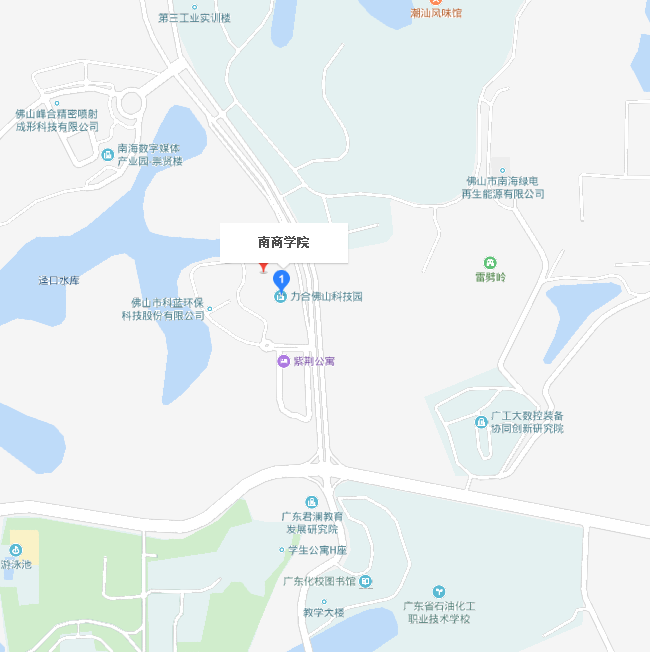 潮汕风味馆
第三工业实训楼
佛山峰合精密喷射
成形科技有限公司
南海数字媒体
产业园-崇贤楼
佛山市南海绿电
再生能源有限公司
南商学院
雷劈岭
迳口水库
1
力合佛山科技园
佛山市科蓝环保
科技股份有限公司
紫荆公寓
广工大数控装备
协同创新研究院
广东君澜教育
发展研究院
学生公寓H座
游泳池
广东化校图书馆
教学大楼
广东省石油化工
职业技术学校